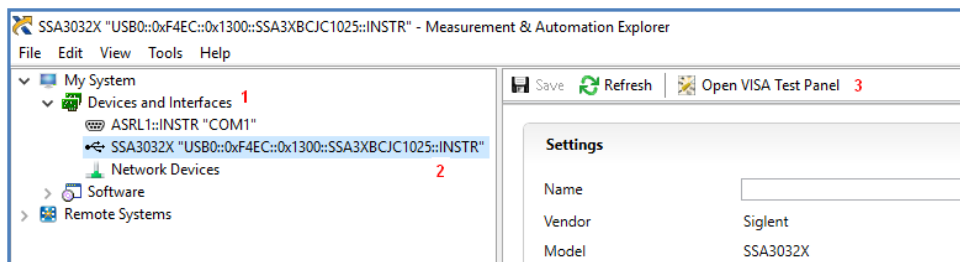 SSA3032X "USB0::0xF4EC::0x1300::SSA3XBCJC1025::INSTR" - Measurement & Automation Explorer
File Edit View Tools Help
My System
Devices and Interfaces 1
ASRL1::INSTR "COM1"
SSA3032X "USB0::0xF4EC::0x1300::SSA3XBCJC1025::INSTR"
Network Devices 2
Software
Remote Systems
Save Refresh Open VISA Test Panel 3
Settings
Name
Vendor Siglent
Model SSA3032X